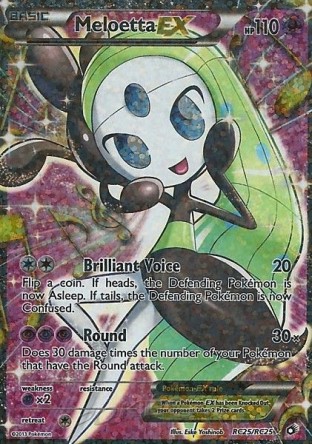 BASIC
Meloetta EX HP110
Brilliant Voice 20
Flip a coin. If heads, the Defending Pokémon is
now Asleep. If tails, the Defending Pokémon is now
Confused.
Round 30×
Does 30 damage times the number of your Pokémon
that have the Round attack.
weakness resistance
×2
Pokémon EX rule
When a Pokémon EX has been Knocked Out,
your opponent takes 2 Prize cards.
retreat
©2013 Pokémon
Illus. Eske Yoshinob
RC25/RC25